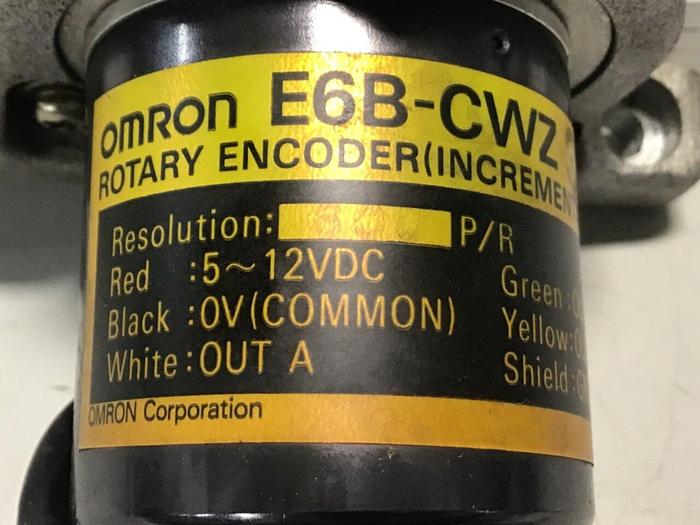 OMRON E6B-CWZ
ROTARY ENCODER(INCREMEN
Resolution: P/R
Red :5~12VDC
Black :0V(COMMON)
White:OUT A
Green:
Yellow:
Shield:G
OMRON Corporation